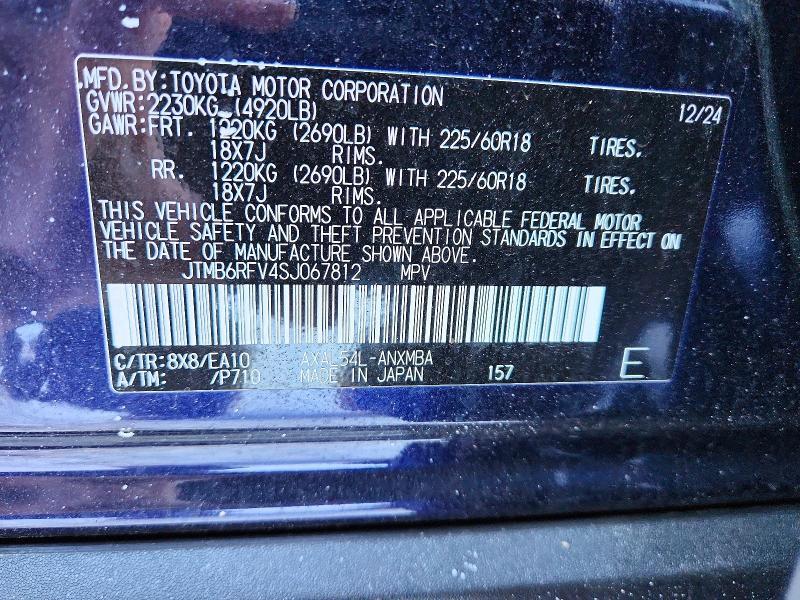 MFD. BY: TOYOTA MOTOR CORPORATION 12/24
GVWR: 2230KG (4920LB)
GAWR: FRT. 1220KG (2690LB) WITH 225/60R18 TIRES.
18X7J RIMS.
RR. 1220KG (2690LB) WITH 225/60R18 TIRES.
18X7J RIMS.
THIS VEHICLE CONFORMS TO ALL APPLICABLE FEDERAL MOTOR
VEHICLE SAFETY AND THEFT PREVENTION STANDARDS IN EFFECT ON
THE DATE OF MANUFACTURE SHOWN ABOVE.
JTMB6RFV4SJ067812 MPV
C/TR: 8X8/EA10 AXAL54L-ANXMBA
A/TM: /P710 MADE IN JAPAN 157 E